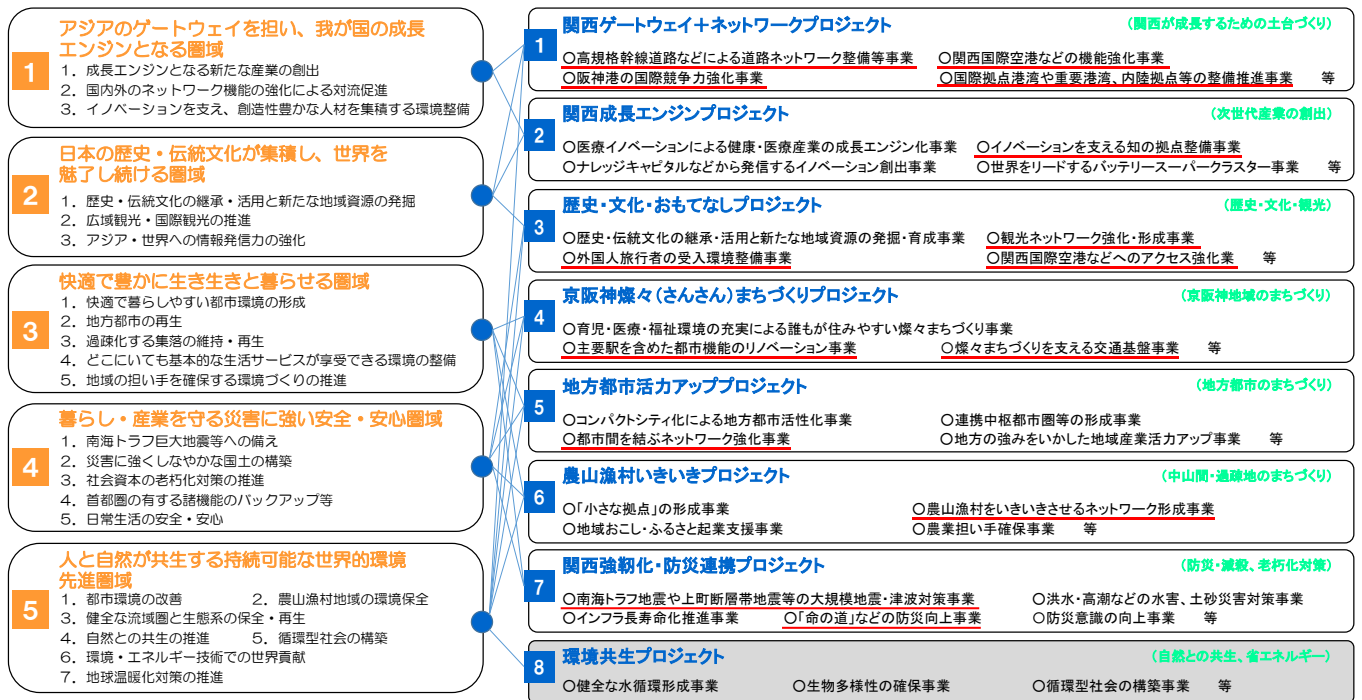 アジアのゲートウェイを担い、我が国の成長
エンジンとなる圏域
1
1．成長エンジンとなる新たな産業の創出
2．国内外のネットワーク機能の強化による対流促進
3．イノベーションを支え、創造性豊かな人材を集積する環境整備
日本の歴史・伝統文化が集積し、世界を
魅了し続ける圏域
2
1．歴史・伝統文化の継承・活用と新たな地域資源の発掘
2．広域観光・国際観光の推進
3．アジア・世界への情報発信力の強化
快適で豊かに生き生きと暮らせる圏域
3
1．快適で暮らしやすい都市環境の形成
2．地方都市の再生
3．過疎化する集落の維持・再生
4．どこにいても基本的な生活サービスが享受できる環境の整備
5．地域の担い手を確保する環境づくりの推進
暮らし・産業を守る災害に強い安全・安心圏域
4
1．南海トラフ巨大地震等への備え
2．災害に強くしなやかな国土の構築
3．社会資本の老朽化対策の推進
4．首都圏の有する諸機能のバックアップ等
5．日常生活の安全・安心
人と自然が共生する持続可能な世界的環境
先進圏域
5
1．都市環境の改善　2．農山漁村地域の環境保全
3．健全な流域圏と生態系の保全・再生
4．自然との共生の推進　5．循環型社会の構築
6．環境・エネルギー技術での世界貢献
7．地球温暖化対策の推進
1
関西ゲートウェイ＋ネットワークプロジェクト　（関西が成長するための土台づくり）
○高規格幹線道路などによる道路ネットワーク整備等事業　○関西国際空港などの機能強化事業
○阪神港の国際競争力強化事業　○国際拠点港湾や重要港湾、内陸拠点等の整備推進事業　等
2
関西成長エンジンプロジェクト　（次世代産業の創出）
○医療イノベーションによる健康・医療産業の成長エンジン化事業　○イノベーションを支える知の拠点整備事業
○ナレッジキャピタルなどから発信するイノベーション創出事業　○世界をリードするバッテリースーパークラスター事業　等
3
歴史・文化・おもてなしプロジェクト　（歴史・文化・観光）
○歴史・伝統文化の継承・活用と新たな地域資源の発掘・育成事業　○観光ネットワーク強化・形成事業
○外国人旅行者の受入環境整備事業　○関西国際空港などへのアクセス強化業　等
4
京阪神燦々（さんさん）まちづくりプロジェクト　（京阪神地域のまちづくり）
○育児・医療・福祉環境の充実による誰もが住みやすい燦々まちづくり事業
○主要駅を含めた都市機能のリノベーション事業　○燦々まちづくりを支える交通基盤事業　等
5
地方都市活力アッププロジェクト　（地方都市のまちづくり）
○コンパクトシティ化による地方都市活性化事業　○連携中枢都市圏等の形成事業
○都市間を結ぶネットワーク強化事業　○地方の強みをいかした地域産業活力アップ事業　等
6
農山漁村いきいきプロジェクト　（中山間・過疎地のまちづくり）
○「小さな拠点」の形成事業　○農山漁村をいきいきさせるネットワーク形成事業
○地域おこし・ふるさと起業支援事業　○農業担い手確保事業　等
7
関西強靭化・防災連携プロジェクト　（防災・減殺、老朽化対策）
○南海トラフ地震や上町断層帯地震等の大規模地震・津波対策事業　○洪水・高潮などの水害、土砂災害対策事業
○インフラ長寿命化推進事業　○「命の道」などの防災向上事業　○防災意識の向上事業　等
8
環境共生プロジェクト　（自然との共生、省エネルギー）
○健全な水循環形成事業　○生物多様性の確保事業　○循環型社会の構築事業　等